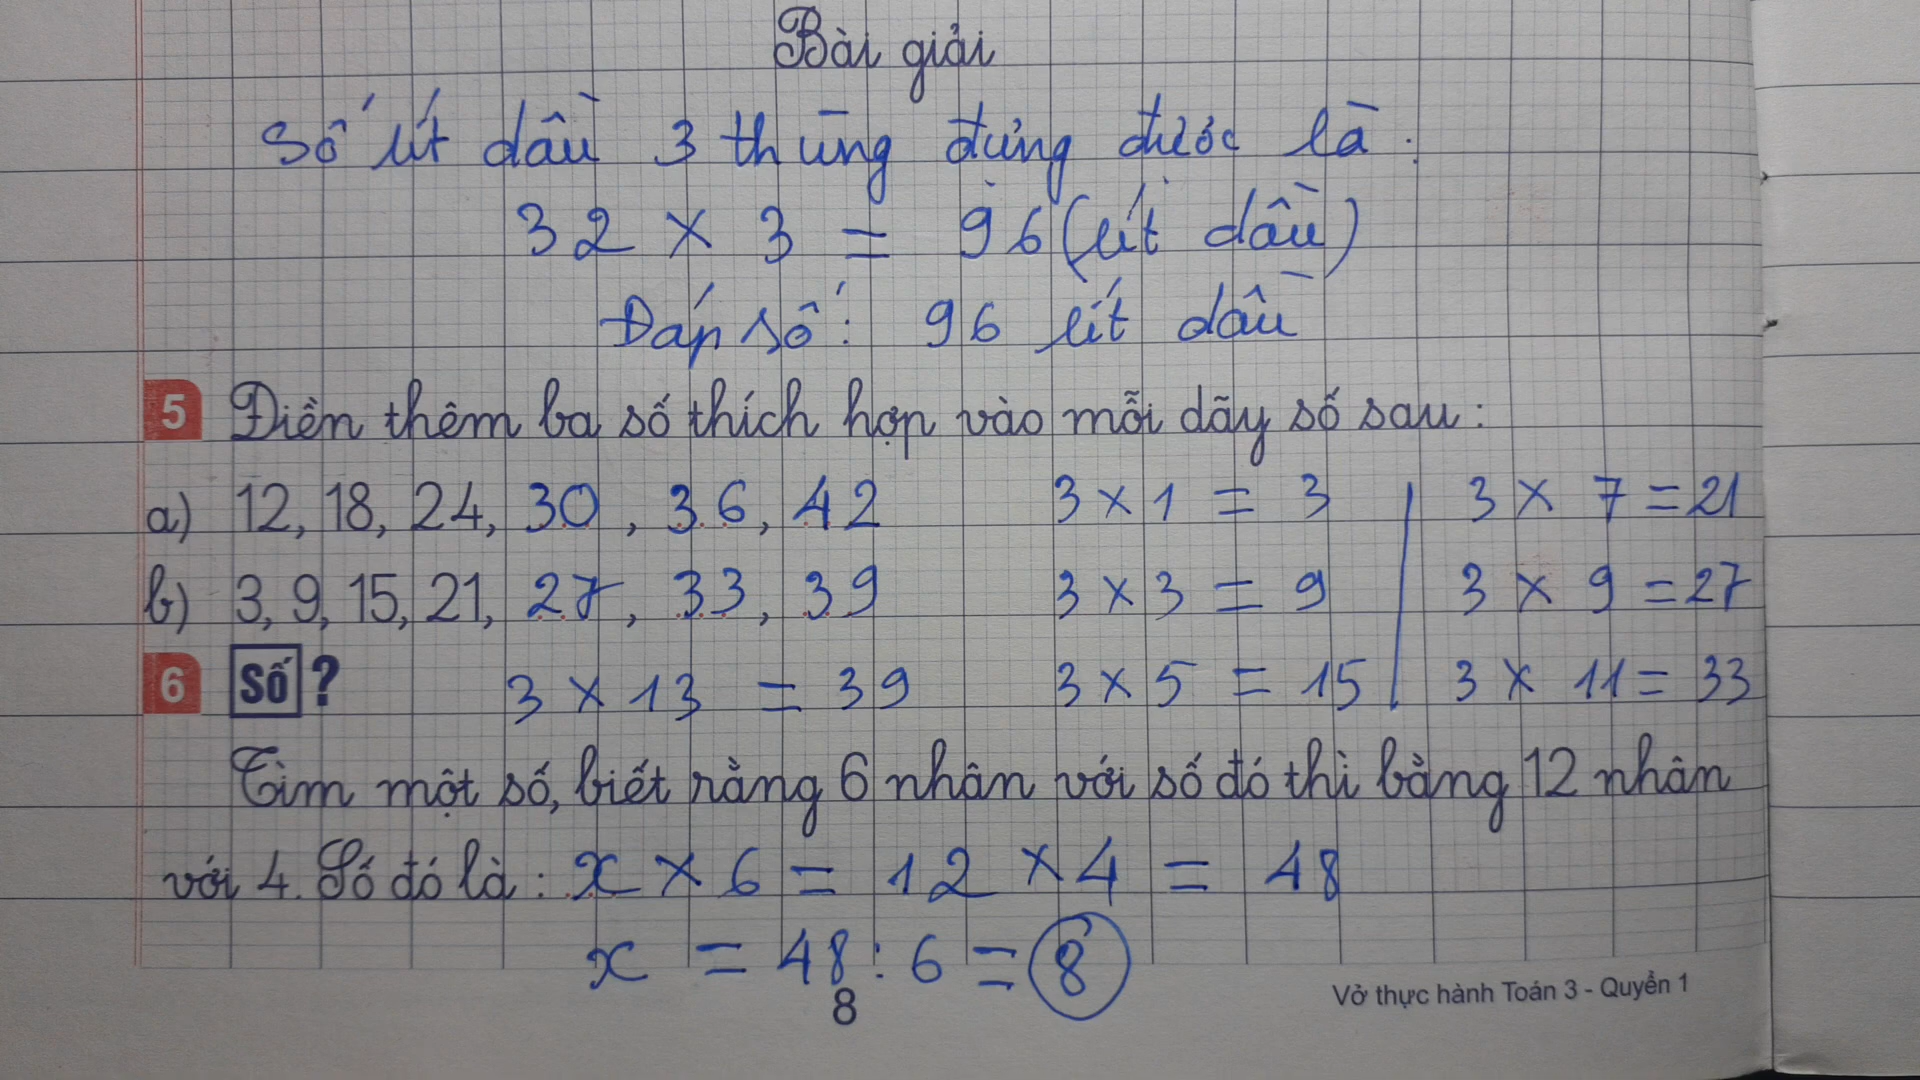 Bài giải
Số lít dầu 3 thùng đựng được là:
32 × 3 = 96 (lít dầu)
Đáp số: 96 lít dầu
5 Điền thêm ba số thích hợp vào mỗi dãy số sau:
a) 12, 18, 24, 30, 36, 42 3 × 1 = 3 | 3 × 7 = 21
b) 3, 9, 15, 21, 27, 33, 39 3 × 3 = 9 | 3 × 9 = 27
6 Số ? 3 × 13 = 39 3 × 5 = 15 | 3 × 11 = 33
Tìm một số, biết rằng 6 nhân với số đó thì bằng 12 nhân
với 4. Số đó là: x × 6 = 12 × 4 = 48
x = 48 : 6 = 8
8
Vở thực hành Toán 3 - Quyển 1